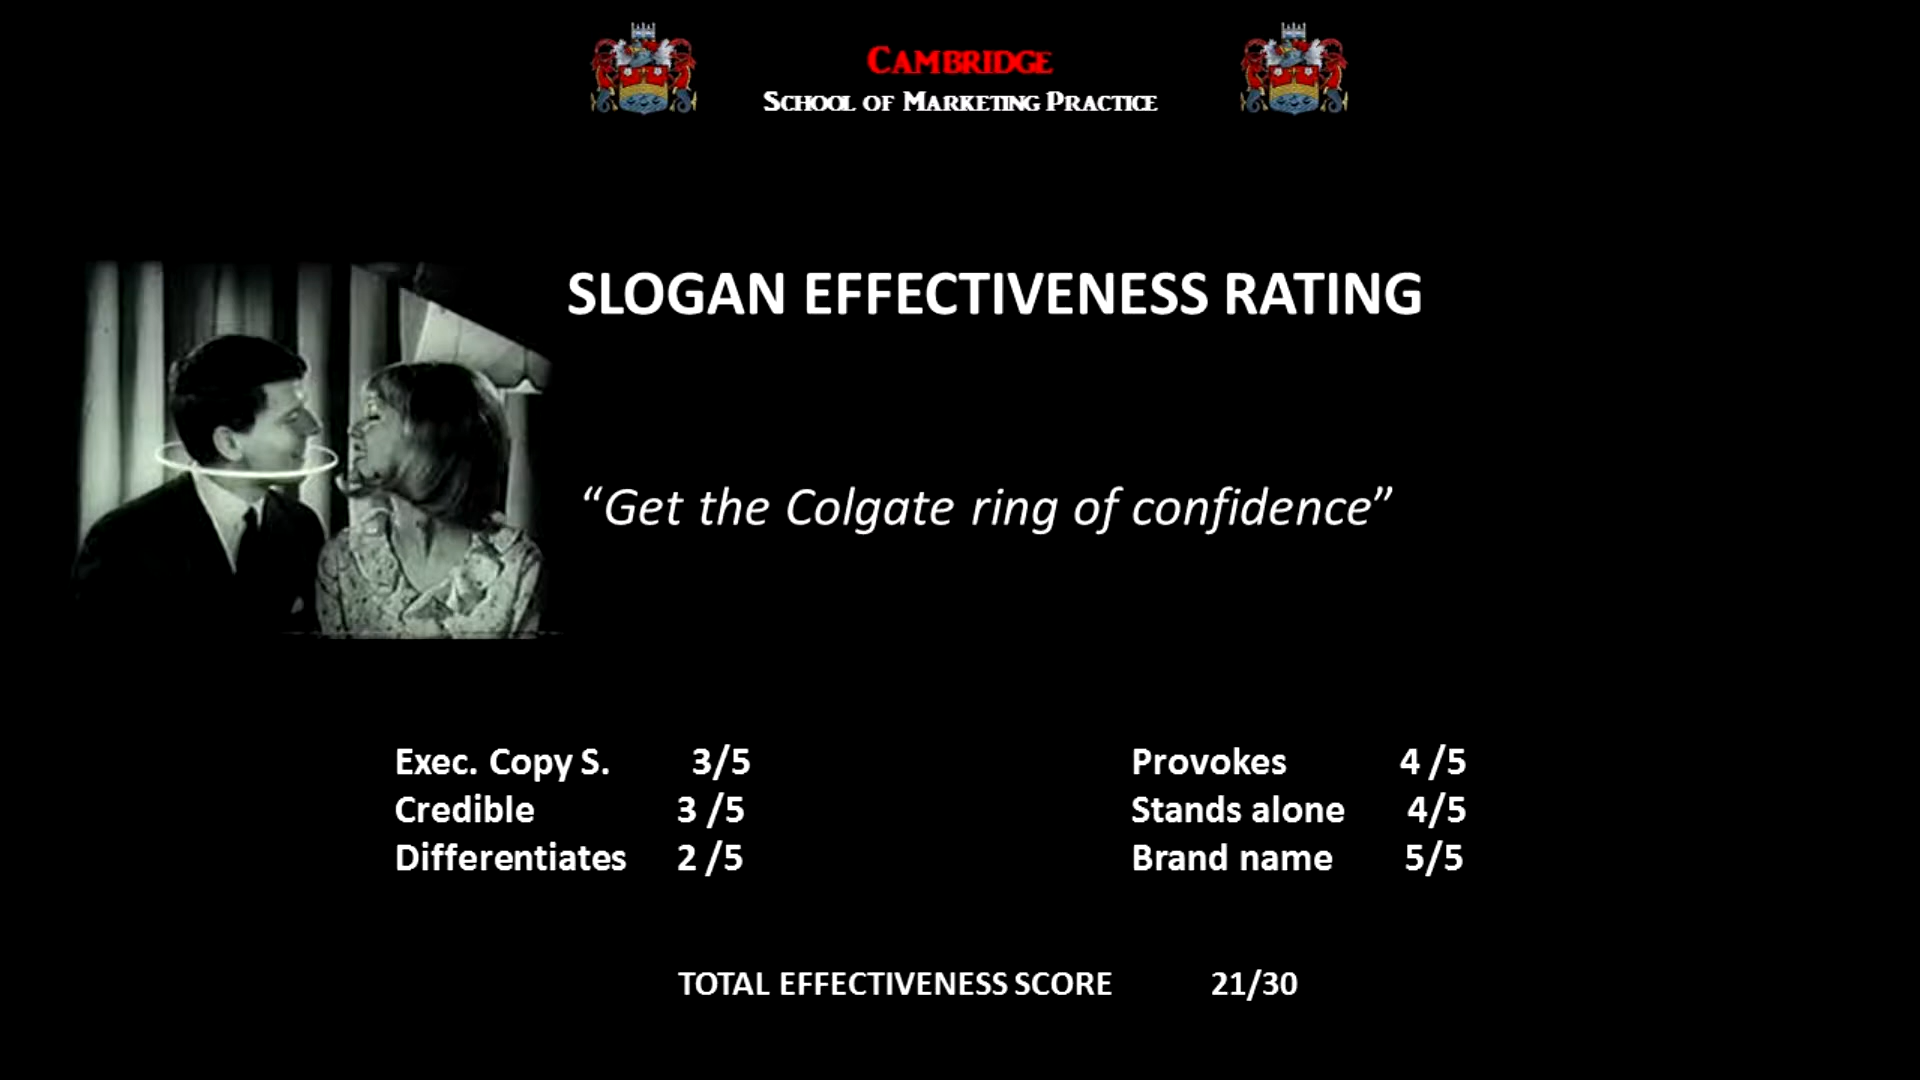 CAMBRIDGE
SCHOOL OF MARKETING PRACTICE
SLOGAN EFFECTIVENESS RATING
“Get the Colgate ring of confidence”
Exec. Copy S. 3/5
Credible 3 /5
Differentiates 2 /5
Provokes 4 /5
Stands alone 4/5
Brand name 5/5
TOTAL EFFECTIVENESS SCORE 21/30